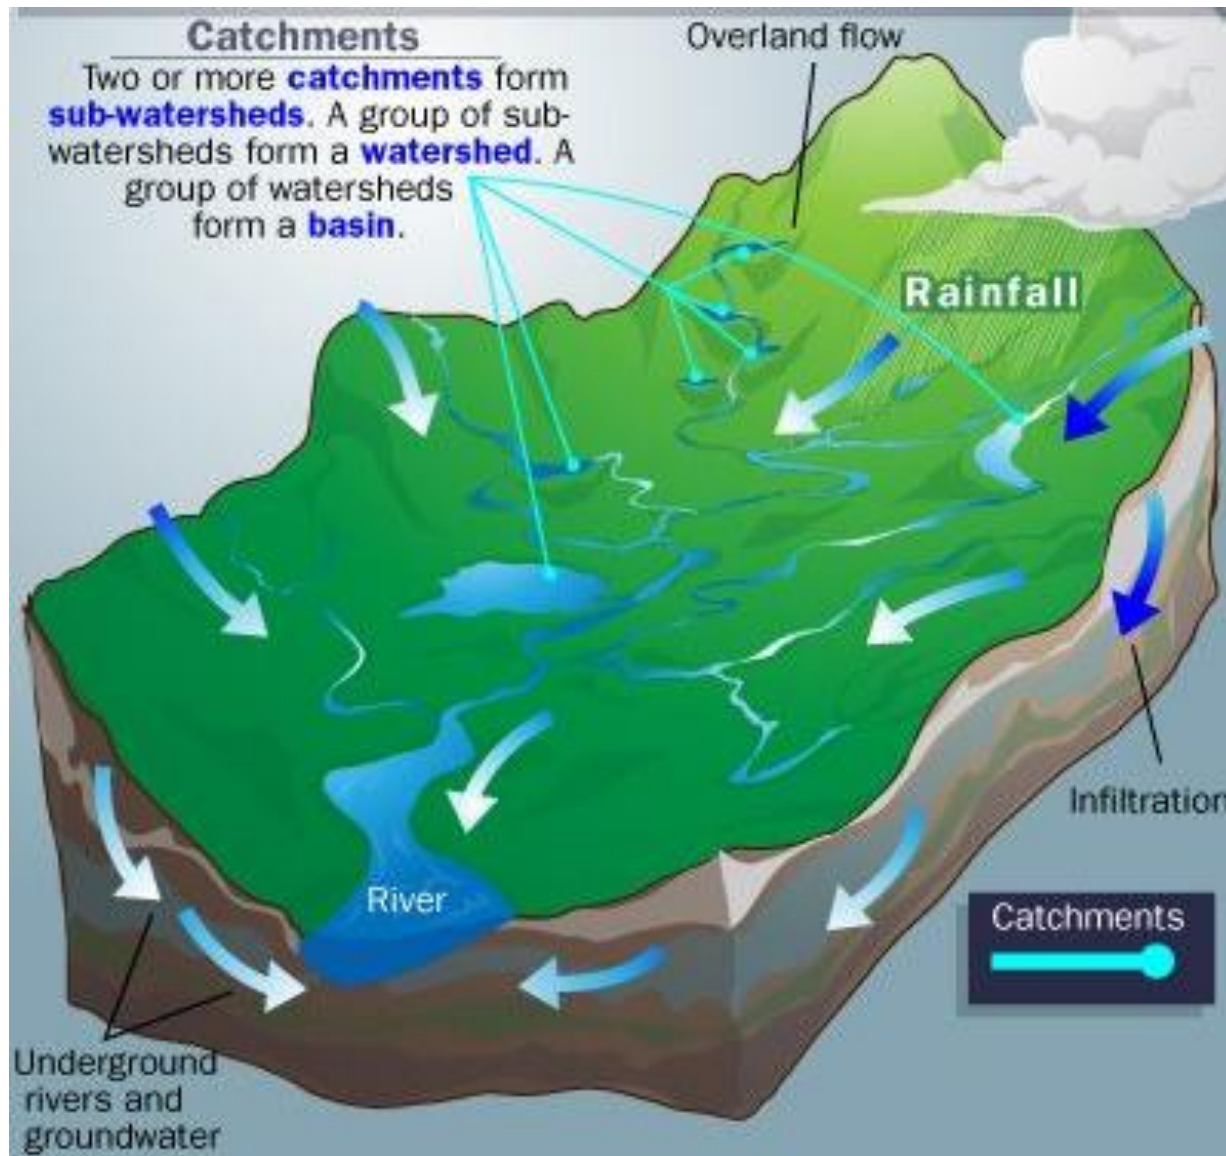 Catchments
Two or more catchments form
sub-watersheds. A group of sub-
watersheds form a watershed. A
group of watersheds
form a basin.
Overland flow
Rainfall
Infiltration
River
Catchments
Underground
rivers and
groundwater